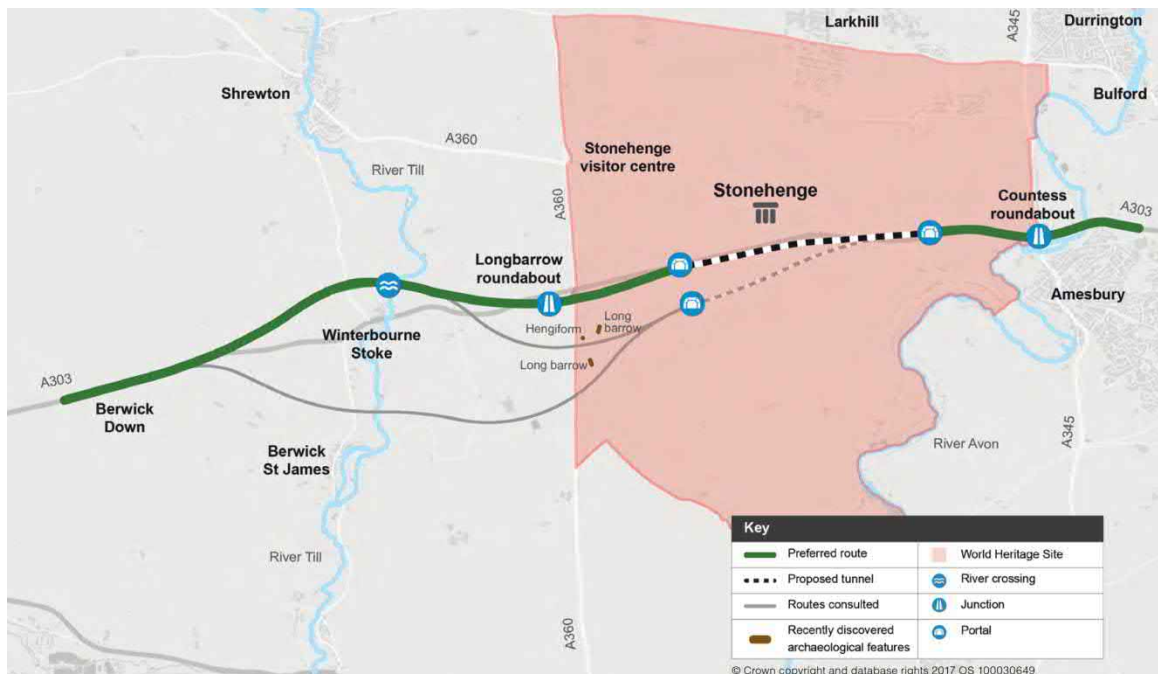 Larkhill
A345
Durrington
Shrewton
Bulford
A360
Stonehenge
visitor centre
River Till
Stonehenge
A360
Countess
roundabout
A303
Longbarrow
roundabout
Amesbury
Long
barrow
Hengiform
Winterbourne
Stoke
Long barrow
A303
Berwick
Down
River Avon
A345
Berwick
St James
River Till
A360
Key
Preferred route
World Heritage Site
Proposed tunnel
River crossing
Routes consulted
Junction
Recently discovered
archaeological features
Portal
© Crown copyright and database rights 2017 OS 100030649